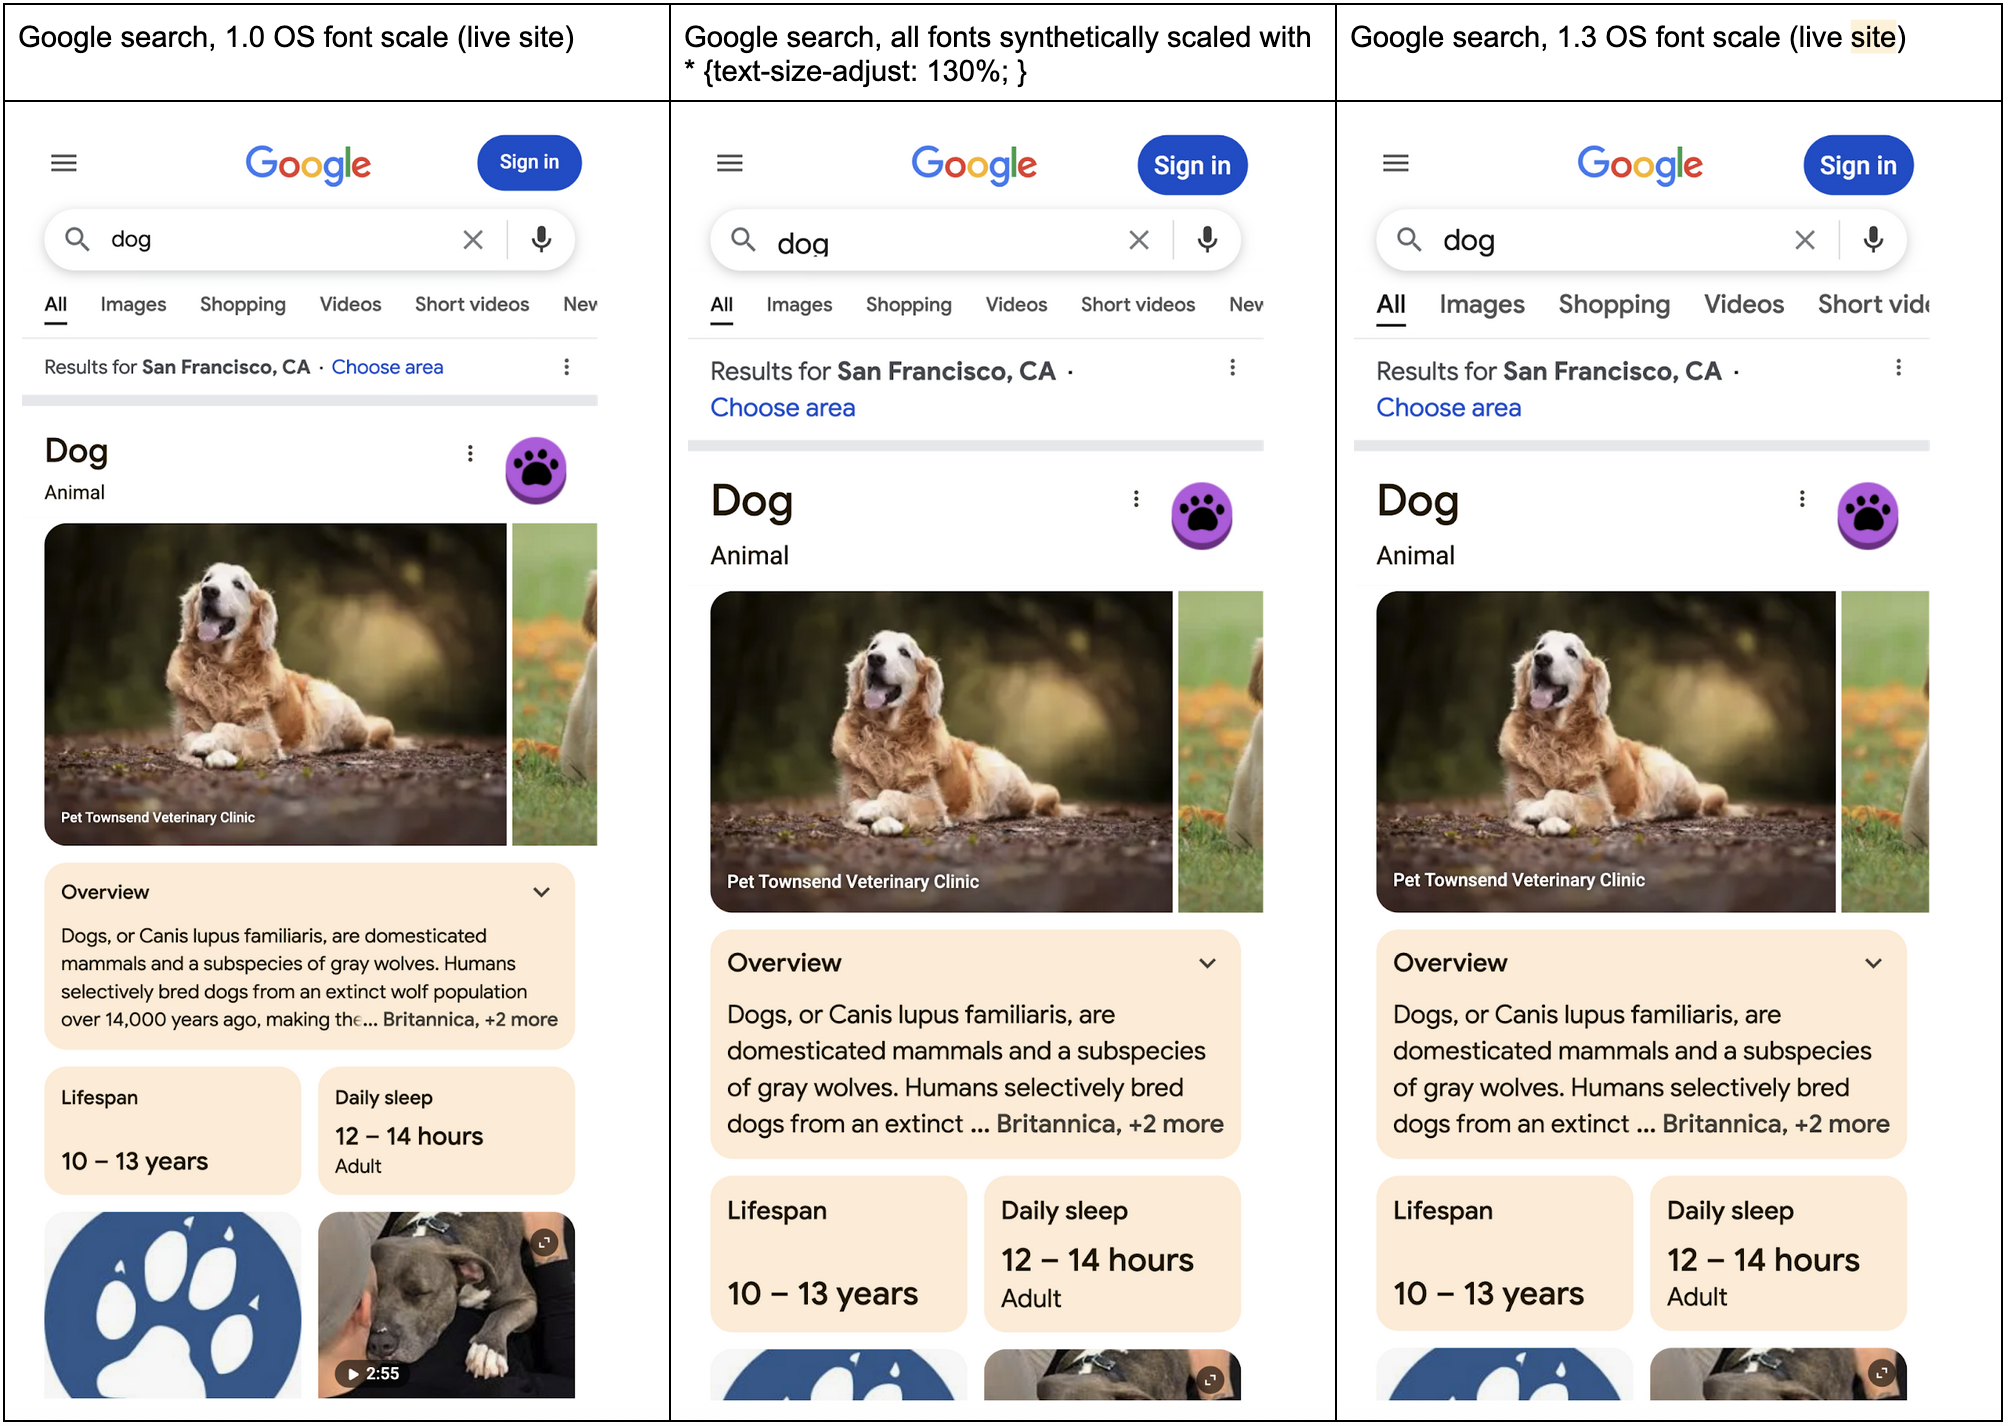 Google search, 1.0 OS font scale (live site)
Google
Sign in
dog
All Images Shopping Videos Short videos New
Results for San Francisco, CA · Choose area
Dog
Animal
Pet Townsend Veterinary Clinic
Overview
Dogs, or Canis lupus familiaris, are domesticated
mammals and a subspecies of gray wolves. Humans
selectively bred dogs from an extinct wolf population
over 14,000 years ago, making the... Britannica, +2 more
Lifespan
10 – 13 years
Daily sleep
12 – 14 hours
Adult
2:55
Google search, all fonts synthetically scaled with
* {text-size-adjust: 130%; }
Google
Sign in
dog
All Images Shopping Videos Short videos New
Results for San Francisco, CA ·
Choose area
Dog
Animal
Pet Townsend Veterinary Clinic
Overview
Dogs, or Canis lupus familiaris, are
domesticated mammals and a subspecies
of gray wolves. Humans selectively bred
dogs from an extinct ... Britannica, +2 more
Lifespan
10 – 13 years
Daily sleep
12 – 14 hours
Adult
Google search, 1.3 OS font scale (live site)
Google
Sign in
dog
All Images Shopping Videos Short vide
Results for San Francisco, CA ·
Choose area
Dog
Animal
Pet Townsend Veterinary Clinic
Overview
Dogs, or Canis lupus familiaris, are
domesticated mammals and a subspecies
of gray wolves. Humans selectively bred
dogs from an extinct ... Britannica, +2 more
Lifespan
10 – 13 years
Daily sleep
12 – 14 hours
Adult